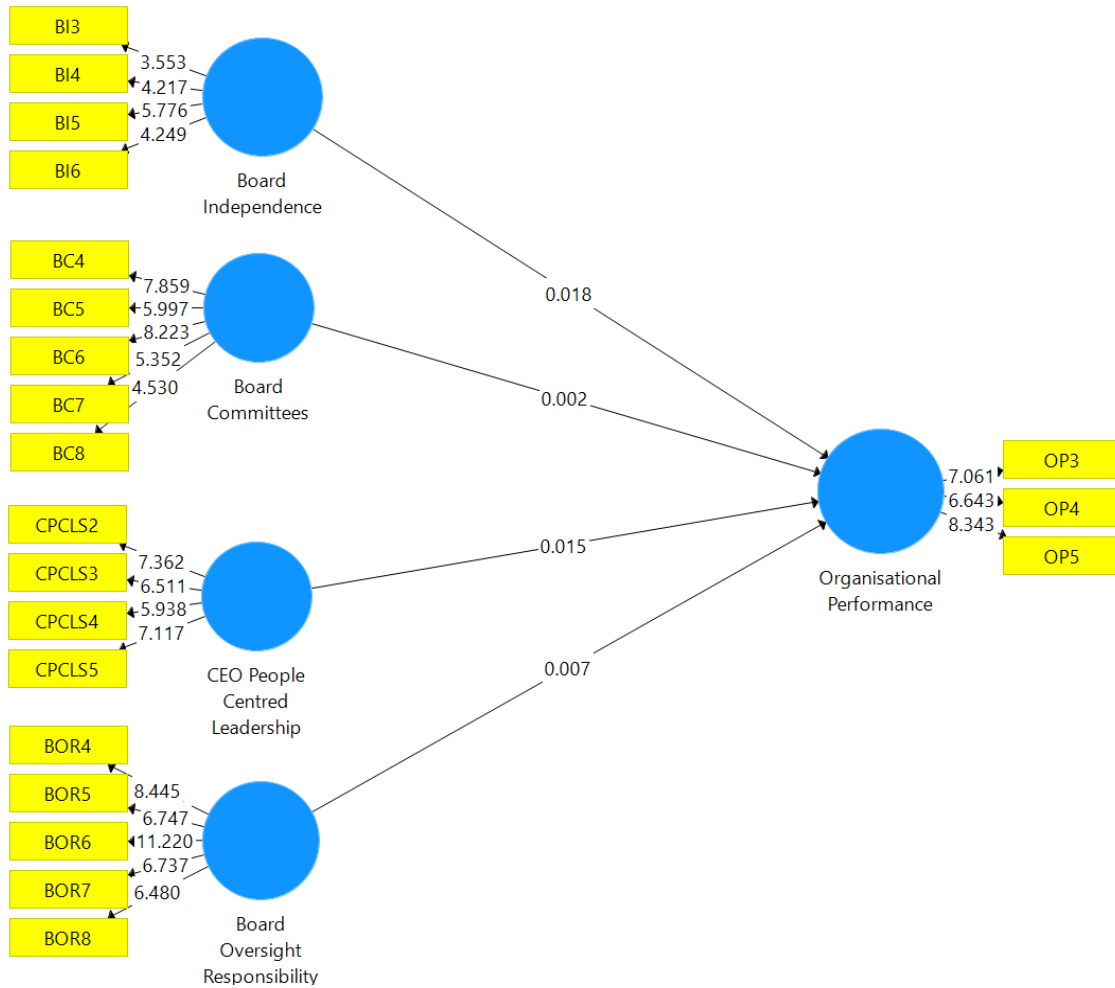 BI3
BI4
BI5
BI6
3.553
4.217
5.776
4.249
Board
Independence
0.018
BC4
BC5
BC6
BC7
BC8
7.859
5.997
8.223
5.352
4.530
Board
Committees
0.002
CPCLS2
CPCLS3
CPCLS4
CPCLS5
7.362
6.511
5.938
7.117
CEO People
Centred
Leadership
0.015
BOR4
BOR5
BOR6
BOR7
BOR8
8.445
6.747
11.220
6.737
6.480
Board
Oversight
Responsibility
0.007
Organisational
Performance
7.061
6.643
8.343
OP3
OP4
OP5